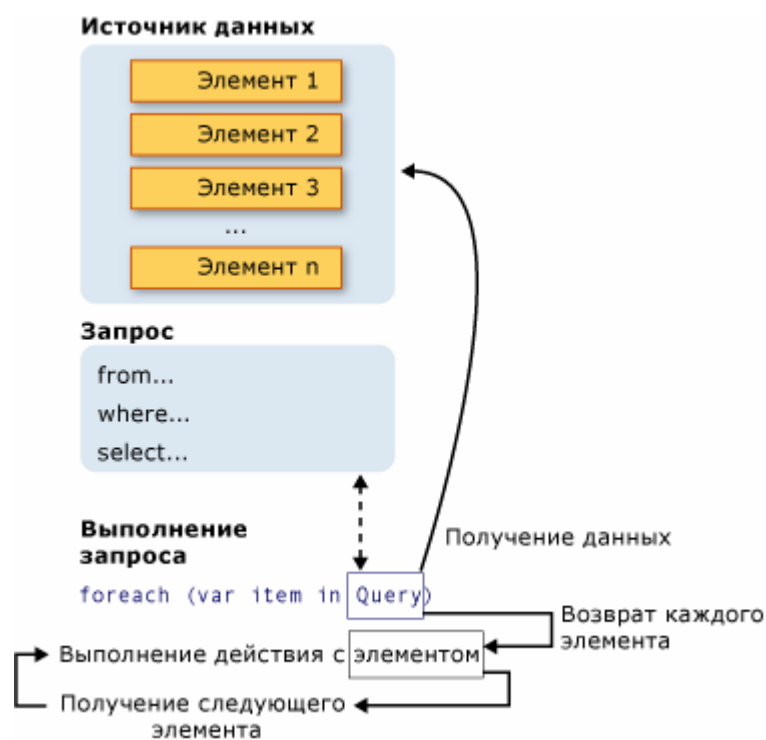 Источник данных
Элемент 1
Элемент 2
Элемент 3
...
Элемент n
Запрос
from...
where...
select...
Выполнение
запроса
Получение данных
foreach (var item in Query)
Возврат каждого
элемента
Выполнение действия с элементом
Получение следующего
элемента